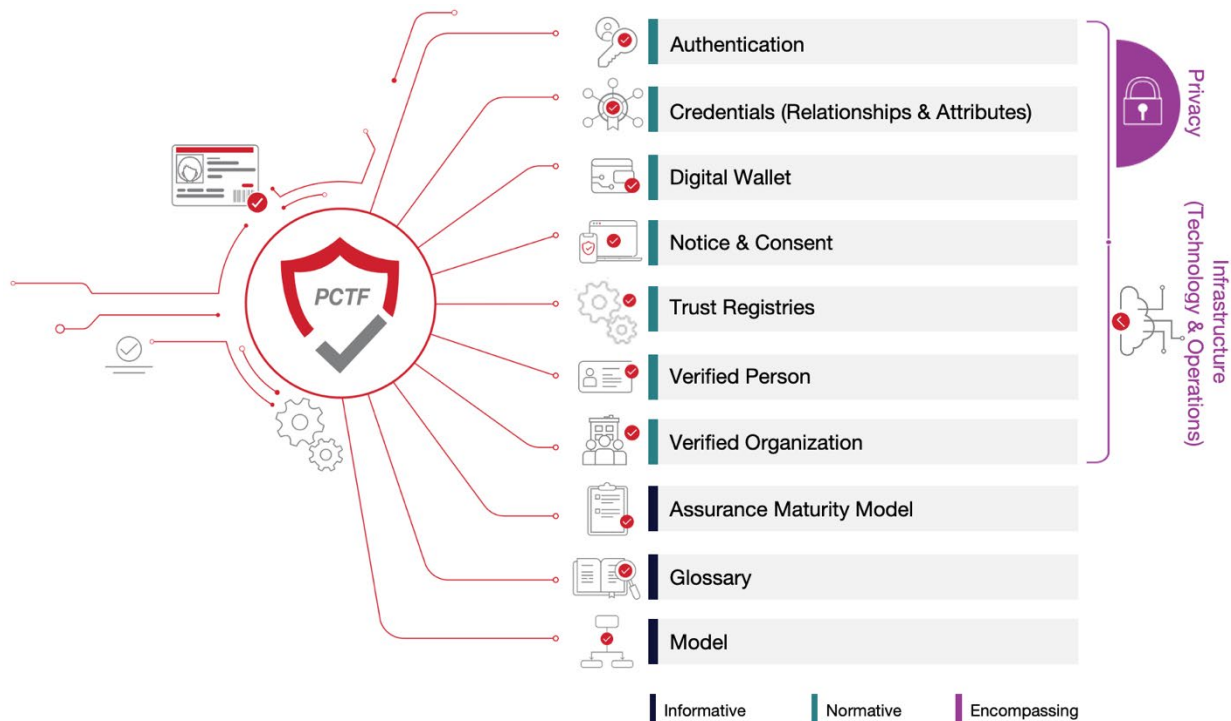 PCTF
Authentication
Credentials (Relationships & Attributes)
Digital Wallet
Notice & Consent
Trust Registries
Verified Person
Verified Organization
Assurance Maturity Model
Glossary
Model
Privacy
Infrastructure
(Technology & Operations)
Informative
Normative
Encompassing